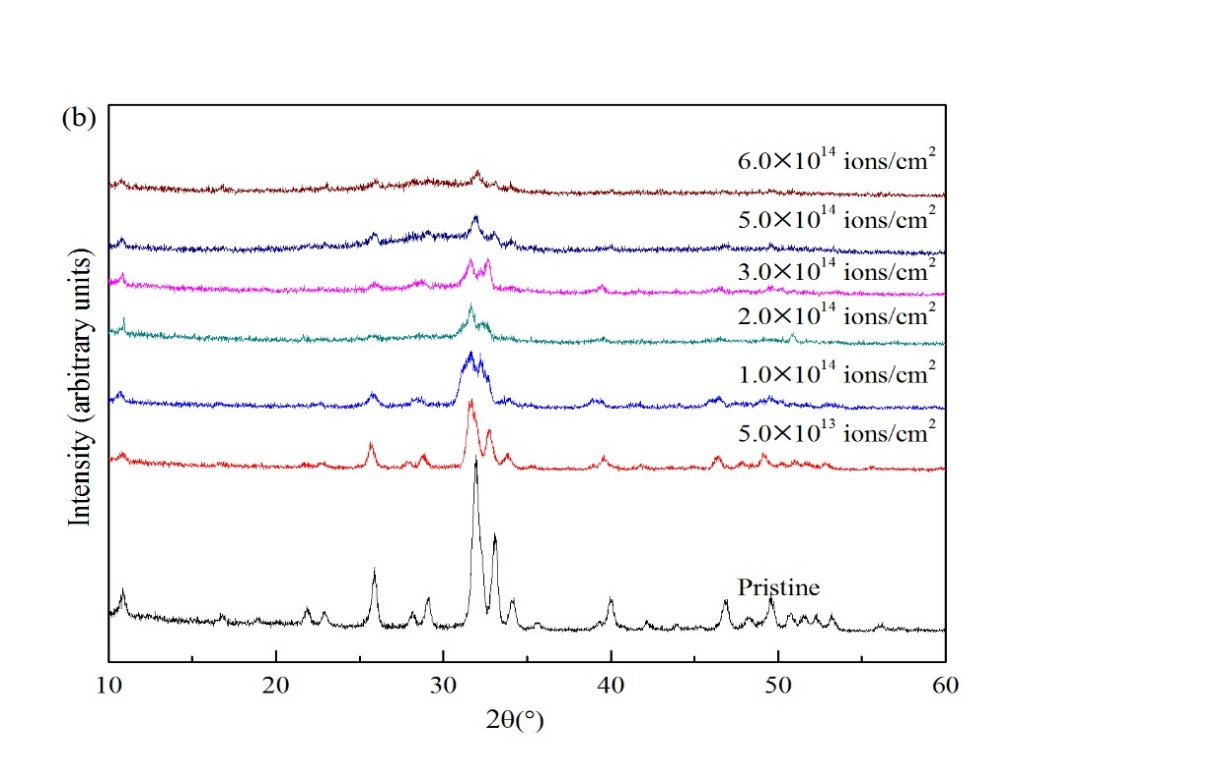 (b)
6.0×10¹⁴ ions/cm²
5.0×10¹⁴ ions/cm²
3.0×10¹⁴ ions/cm²
2.0×10¹⁴ ions/cm²
1.0×10¹⁴ ions/cm²
5.0×10¹³ ions/cm²
Pristine
Intensity (arbitrary units)
10 20 30 40 50 60
2θ(°)